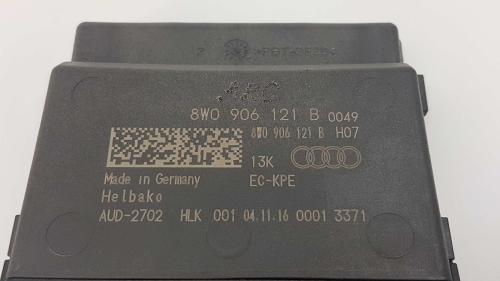 AEC
8W0 906 121 B 0049
8W0 906 121 B H07
13K
Made in Germany EC-KPE
Helbako
AUD-2702 HLK 001 04.11.16 0001 3371